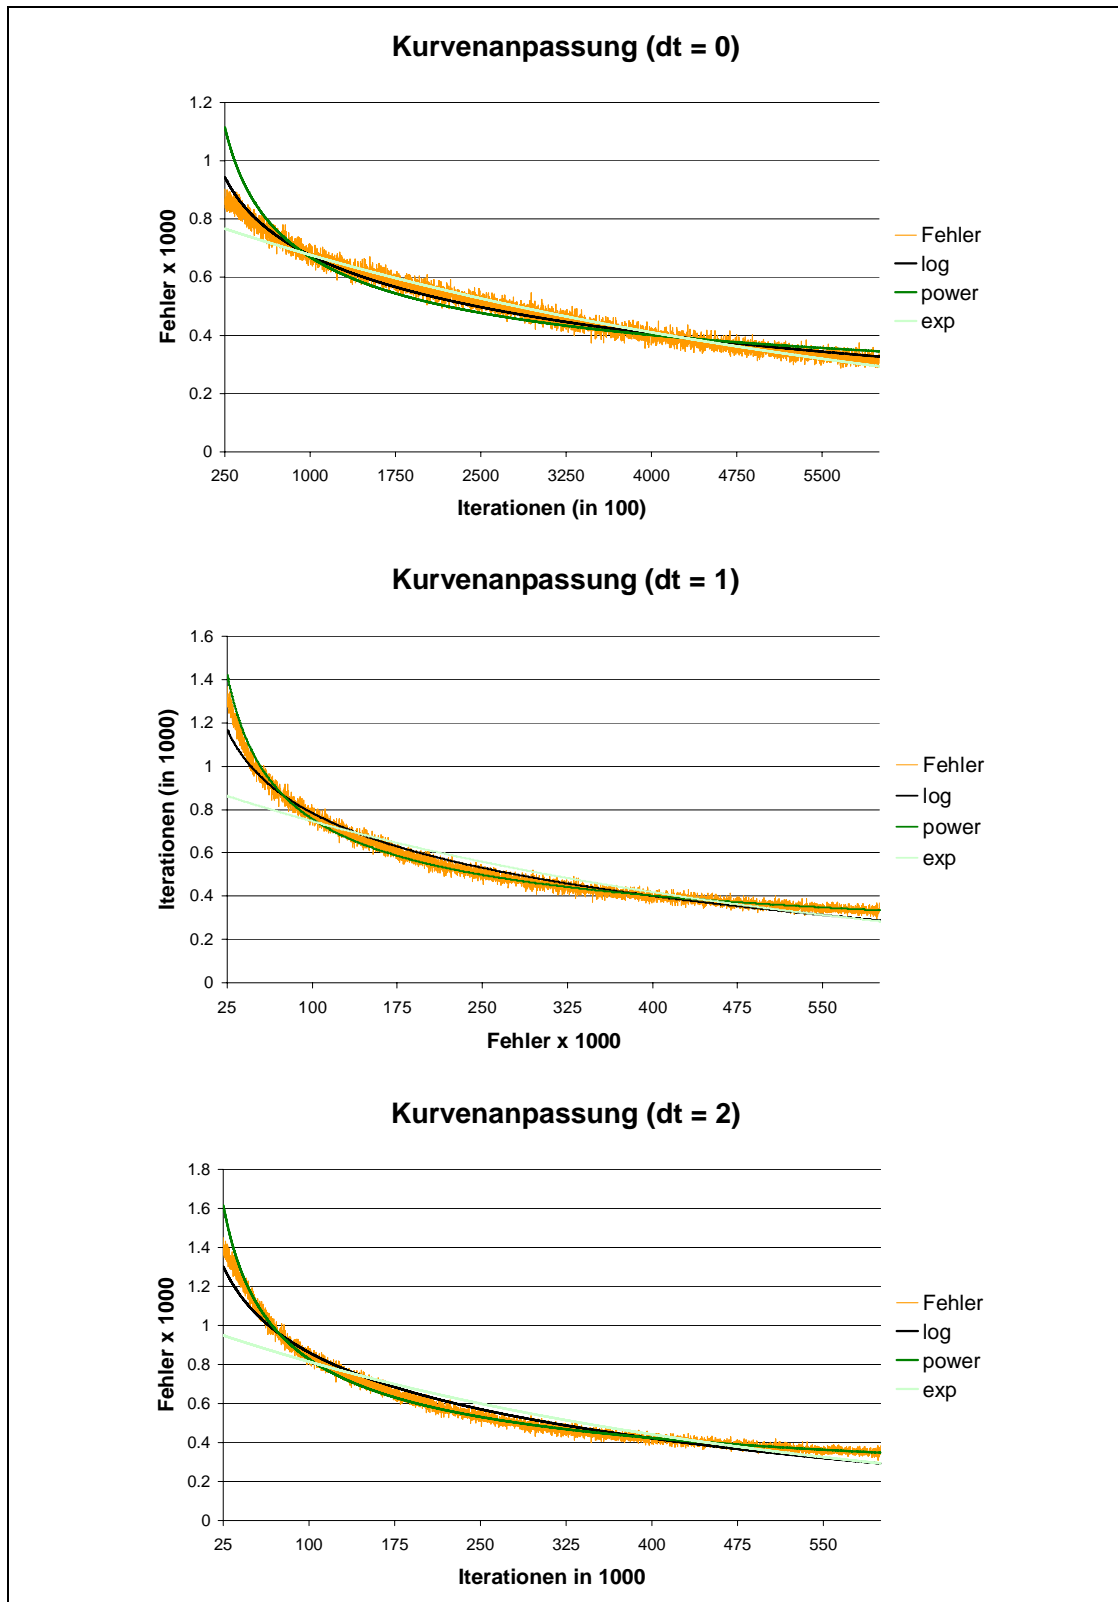 Kurvenanpassung (dt = 0)
1.2
1
0.8
0.6
0.4
0.2
0
Fehler x 1000
250 1000 1750 2500 3250 4000 4750 5500
Iterationen (in 100)
Fehler
log
power
exp
Kurvenanpassung (dt = 1)
1.6
1.4
1.2
1
0.8
0.6
0.4
0.2
0
Iterationen (in 1000)
25 100 175 250 325 400 475 550
Fehler x 1000
Fehler
log
power
exp
Kurvenanpassung (dt = 2)
1.8
1.6
1.4
1.2
1
0.8
0.6
0.4
0.2
0
Fehler x 1000
25 100 175 250 325 400 475 550
Iterationen in 1000
Fehler
log
power
exp